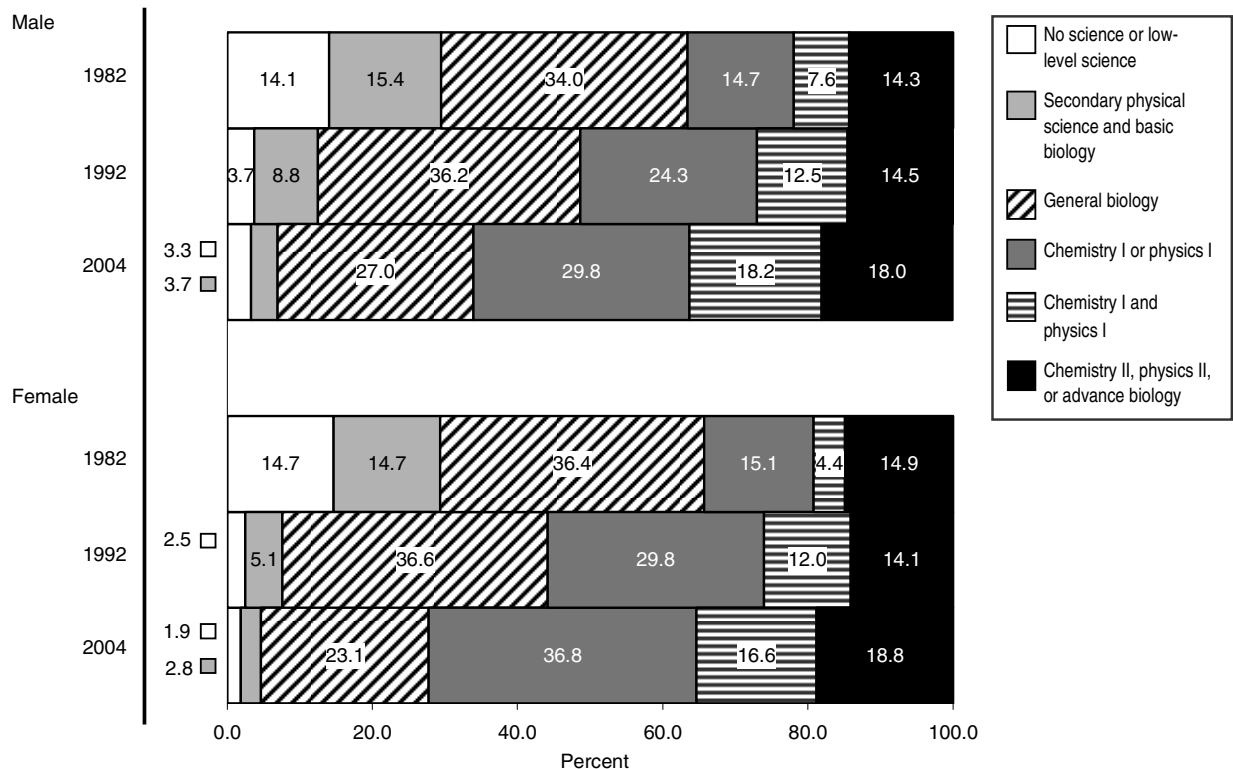 Male
1982
14.1 15.4 34.0 14.7 7.6 14.3
1992
3.7 8.8 36.2 24.3 12.5 14.5
2004
3.3
3.7
27.0 29.8 18.2 18.0
Female
1982
14.7 14.7 36.4 15.1 4.4 14.9
1992
2.5
5.1 36.6 29.8 12.0 14.1
2004
1.9
2.8
23.1 36.8 16.6 18.8
0.0 20.0 40.0 60.0 80.0 100.0
Percent
No science or low-
level science
Secondary physical
science and basic
biology
General biology
Chemistry I or physics I
Chemistry I and
physics I
Chemistry II, physics II,
or advance biology